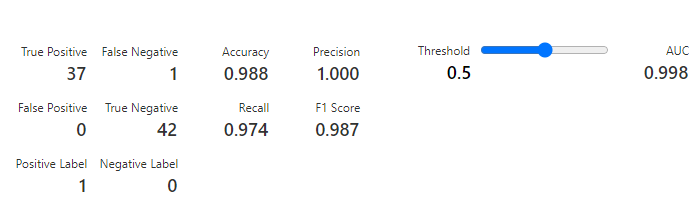 True Positive False Negative Accuracy Precision Threshold AUC
37 1 0.988 1.000 0.5 0.998
False Positive True Negative Recall F1 Score
0 42 0.974 0.987
Positive Label Negative Label
1 0